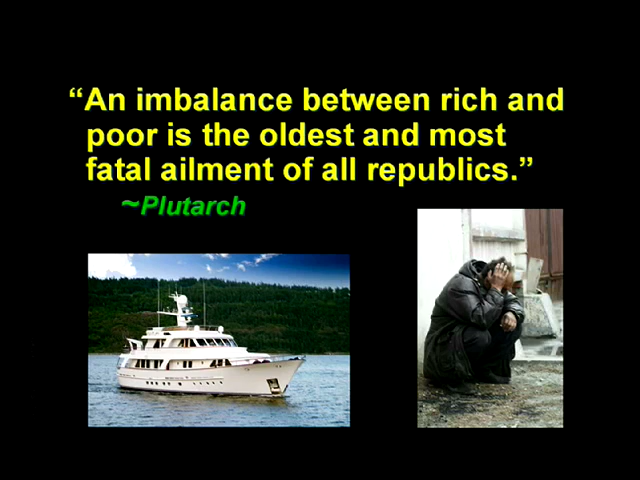 “An imbalance between rich and
poor is the oldest and most
fatal ailment of all republics.”
~Plutarch